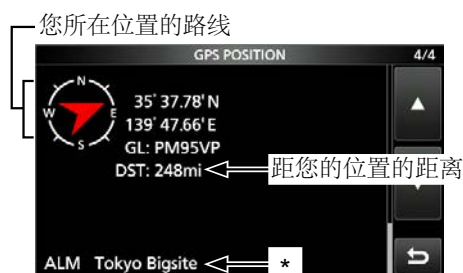 您所在位置的路线
GPS POSITION 4/4
N
W E
S
35°37.78'N
139°47.66'E
GL: PM95VP
DST: 248mi
距您的位置的距离
ALM Tokyo Bigsite
*